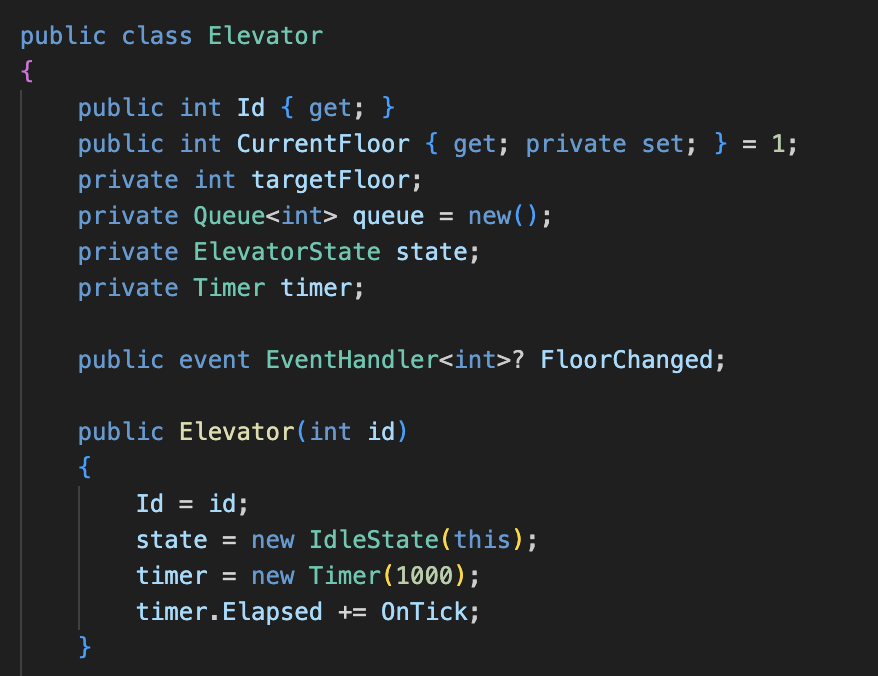 public class Elevator
{
    public int Id { get; }
    public int CurrentFloor { get; private set; } = 1;
    private int targetFloor;
    private Queue<int> queue = new();
    private ElevatorState state;
    private Timer timer;

    public event EventHandler<int>? FloorChanged;

    public Elevator(int id)
    {
        Id = id;
        state = new IdleState(this);
        timer = new Timer(1000);
        timer.Elapsed += OnTick;
    }